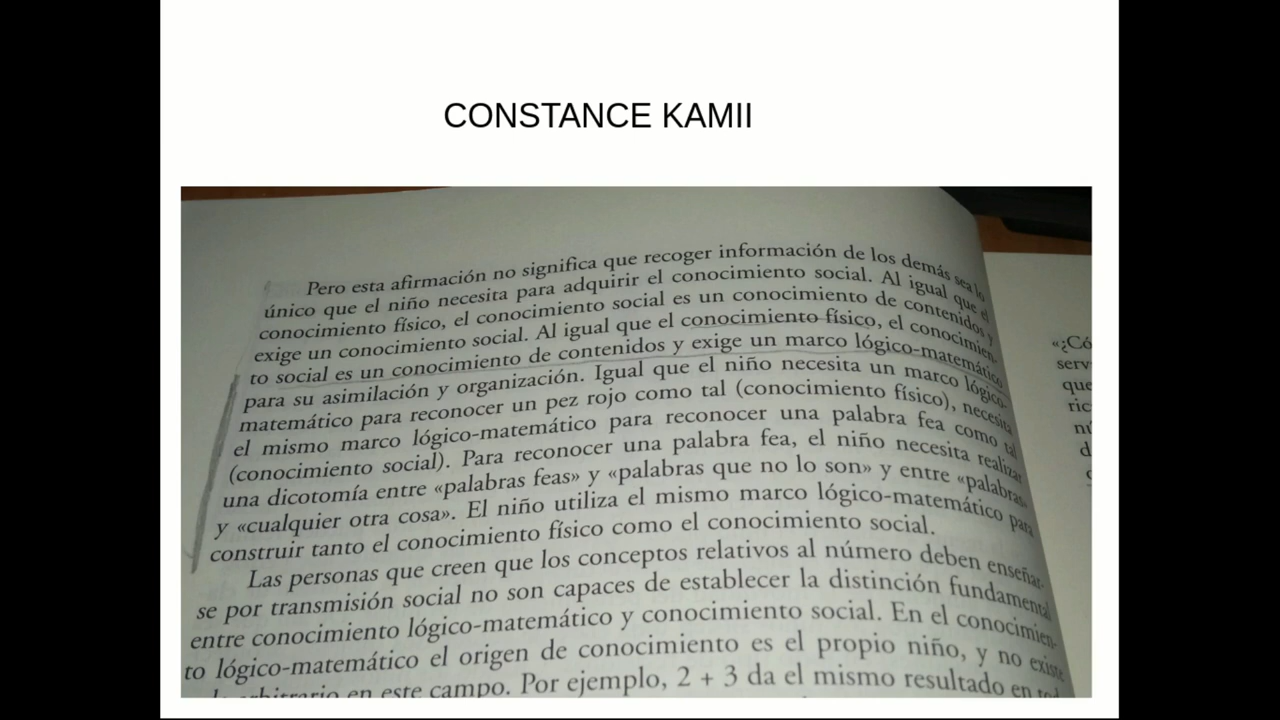 CONSTANCE KAMII
Pero esta afirmación no significa que recoger información de los demás sea lo
único que el niño necesita para adquirir el conocimiento social. Al igual que el
conocimiento físico, el conocimiento social es un conocimiento de contenidos y
exige un conocimiento social. Al igual que el conocimiento físico, el conocimien-
to social es un conocimiento de contenidos y exige un marco lógico-matemático
para su asimilación y organización. Igual que el niño necesita un marco lógico-
matemático para reconocer un pez rojo como tal (conocimiento físico), necesita
el mismo marco lógico-matemático para reconocer una palabra fea como tal
(conocimiento social). Para reconocer una palabra fea, el niño necesita realizar
una dicotomía entre «palabras feas» y «palabras que no lo son» y entre «palabras»
y «cualquier otra cosa». El niño utiliza el mismo marco lógico-matemático para
construir tanto el conocimiento físico como el conocimiento social.
Las personas que creen que los conceptos relativos al número deben enseñar-
se por transmisión social no son capaces de establecer la distinción fundamental
entre conocimiento lógico-matemático y conocimiento social. En el conocimien-
to lógico-matemático el origen de conocimiento es el propio niño, y no existe
arbitrario en este campo. Por ejemplo, 2 + 3 da el mismo resultado en
«¿Có
serv
que
ric
nú
d